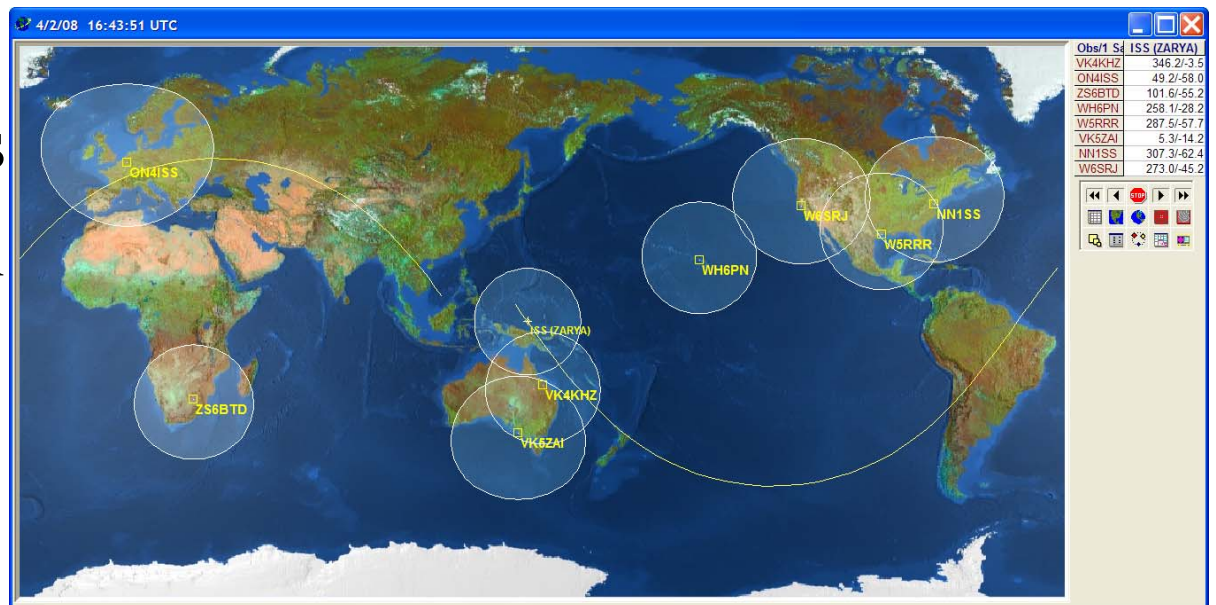 4/2/08 16:43:51 UTC
Obs/1 Sa ISS (ZARYA)
VK4KHZ 346.2/-3.5
ON4ISS 49.2/-58.0
ZS6BTD 101.6/-55.2
WH6PN 258.1/-28.2
W5RRR 287.5/-57.7
VK5ZAI 5.3/-14.2
NN1SS 307.3/-62.4
W6SRJ 273.0/-45.2
STOP
ON4ISS
W6SRJ
NN1SS
W5RRR
WH6PN
ISS (ZARYA)
VK4KHZ
ZS6BTD
VK5ZAI